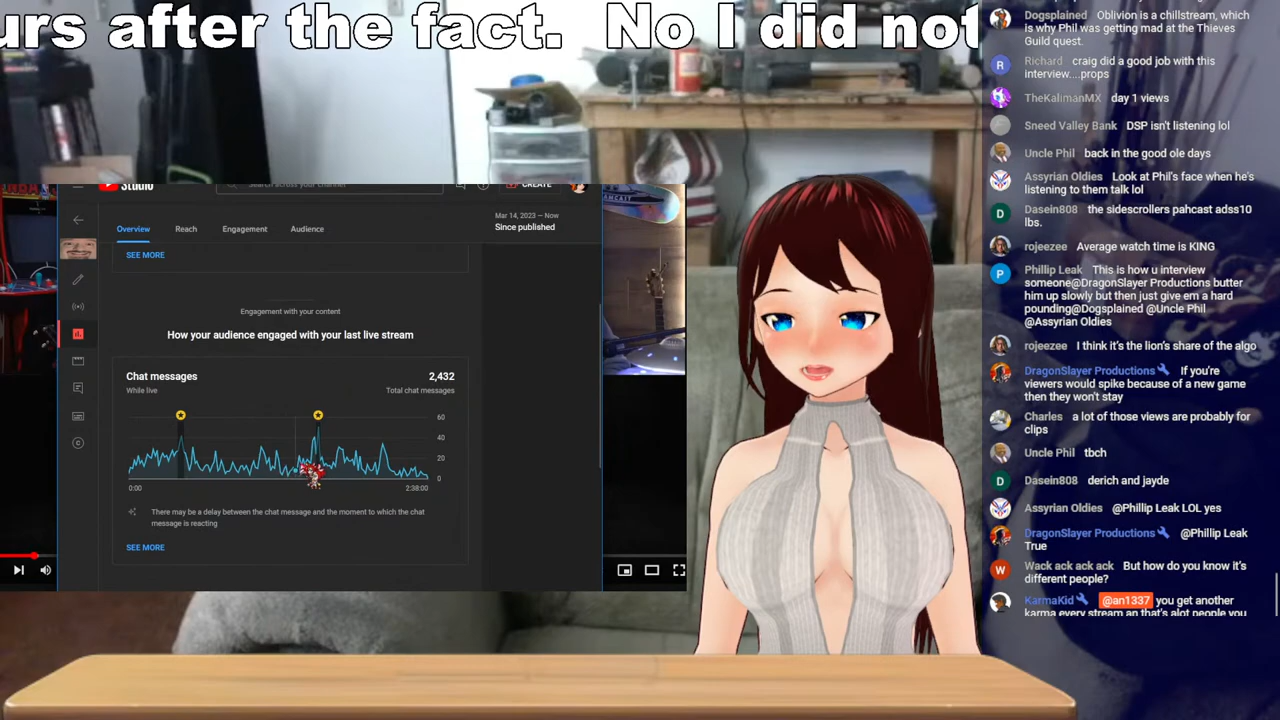 urs after the fact. No I did not
Studio
Search across your channel
CREATE
Mar 14, 2023 – Now
Since published
Overview
Reach
Engagement
Audience
SEE MORE
Engagement with your content
How your audience engaged with your last live stream
Chat messages
2,432
While live
Total chat messages
60
40
20
0
0:00
2:38:00
There may be a delay between the chat message and the moment to which the chat
message is reacting
SEE MORE
Dogsplained Oblivion is a chillstream, which
is why Phil was getting mad at the Thieves
Guild quest.
R
Richard craig did a good job with this
interview....props
TheKalimanMX day 1 views
Sneed Valley Bank DSP isn't listening lol
Uncle Phil back in the good ole days
Assyrian Oldies Look at Phil's face when he's
listening to them talk lol
D
Dasein808 the sidescrollers pahcast adss10
lbs.
rojeezee Average watch time is KING
P
Phillip Leak This is how u interview
someone@DragonSlayer Productions butter
him up slowly but then just give em a hard
pounding@Dogsplained @Uncle Phil
@Assyrian Oldies
rojeezee I think it's the lion's share of the algo
DragonSlayer Productions If you're
viewers would spike because of a new game
then they won't stay
Charles a lot of those views are probably for
clips
Uncle Phil tbch
D
Dasein808 derich and jayde
Assyrian Oldies @Phillip Leak LOL yes
DragonSlayer Productions @Phillip Leak
True
W
Wack ack ack ack But how do you know it's
different people?
KarmaKid @an1337 you get another
karma every stream an that's alot people you